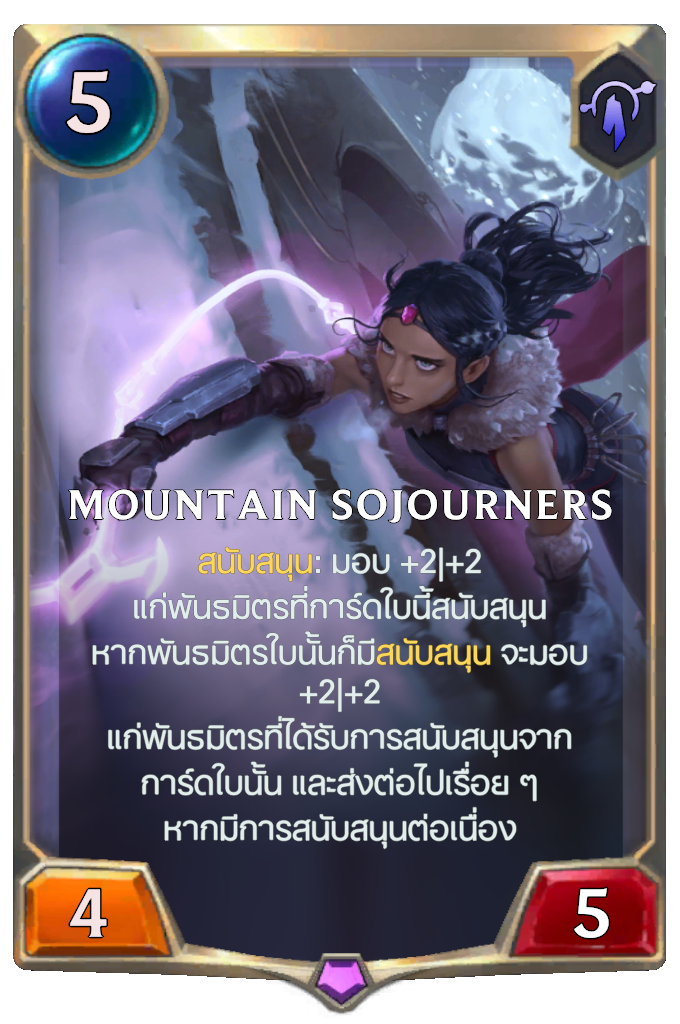 5
MOUNTAIN SOJOURNERS
สนับสนุน: มอบ +2|+2
แก่พันธมิตรที่การ์ดใบนี้สนับสนุน
หากพันธมิตรใบนั้นก็มีสนับสนุน จะมอบ
+2|+2
แก่พันธมิตรที่ได้รับการสนับสนุนจาก
การ์ดใบนั้น และส่งต่อไปเรื่อย ๆ
หากมีการสนับสนุนต่อเนื่อง
4
5